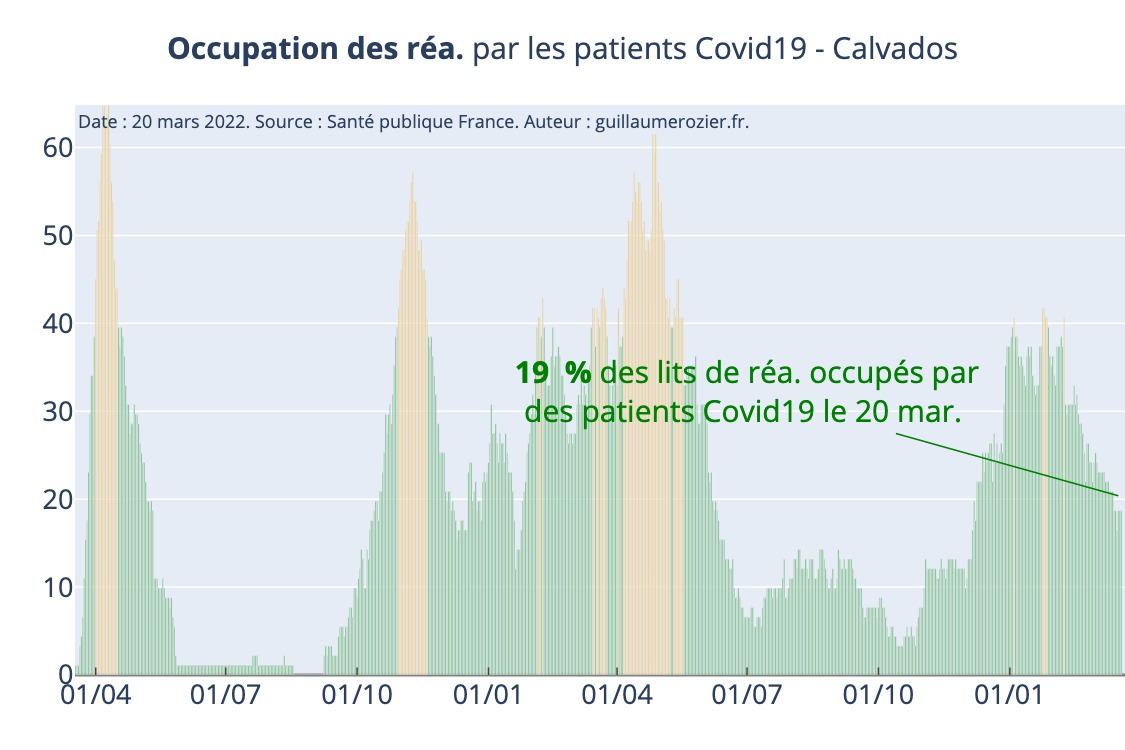 Occupation des réa. par les patients Covid19 - Calvados
Date : 20 mars 2022. Source : Santé publique France. Auteur : guillaumerozier.fr.
60
50
40
19 % des lits de réa. occupés par
des patients Covid19 le 20 mar.
30
20
10
0
01/04 01/07 01/10 01/01 01/04 01/07 01/10 01/01